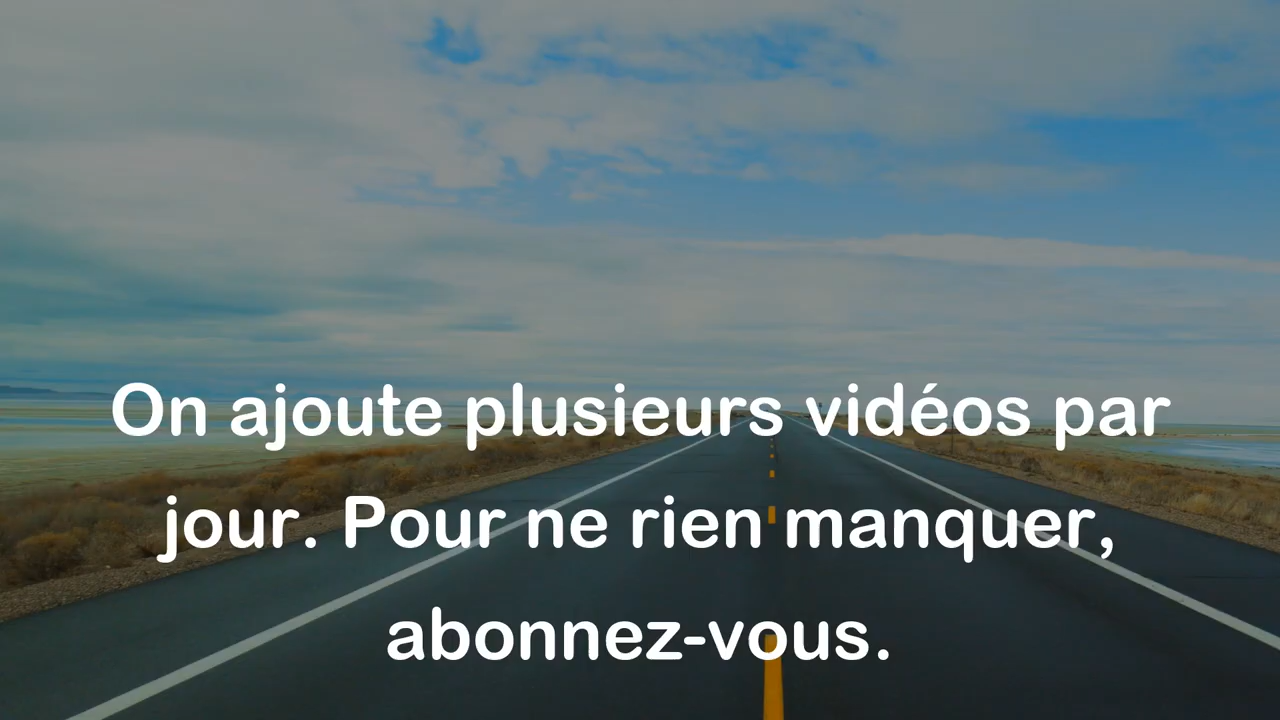 On ajoute plusieurs vidéos par
jour. Pour ne rien manquer,
abonnez-vous.